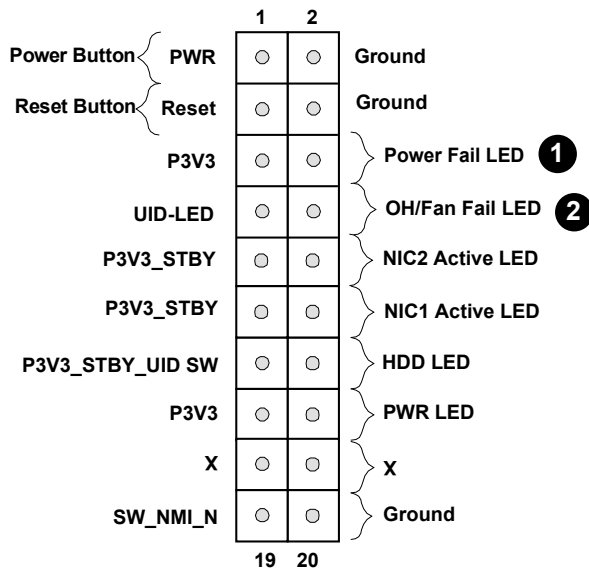 1 2
Power Button PWR Ground
Reset Button Reset Ground
P3V3 Power Fail LED 1
UID-LED OH/Fan Fail LED 2
P3V3_STBY NIC2 Active LED
P3V3_STBY NIC1 Active LED
P3V3_STBY_UID SW HDD LED
P3V3 PWR LED
X X
SW_NMI_N Ground
19 20